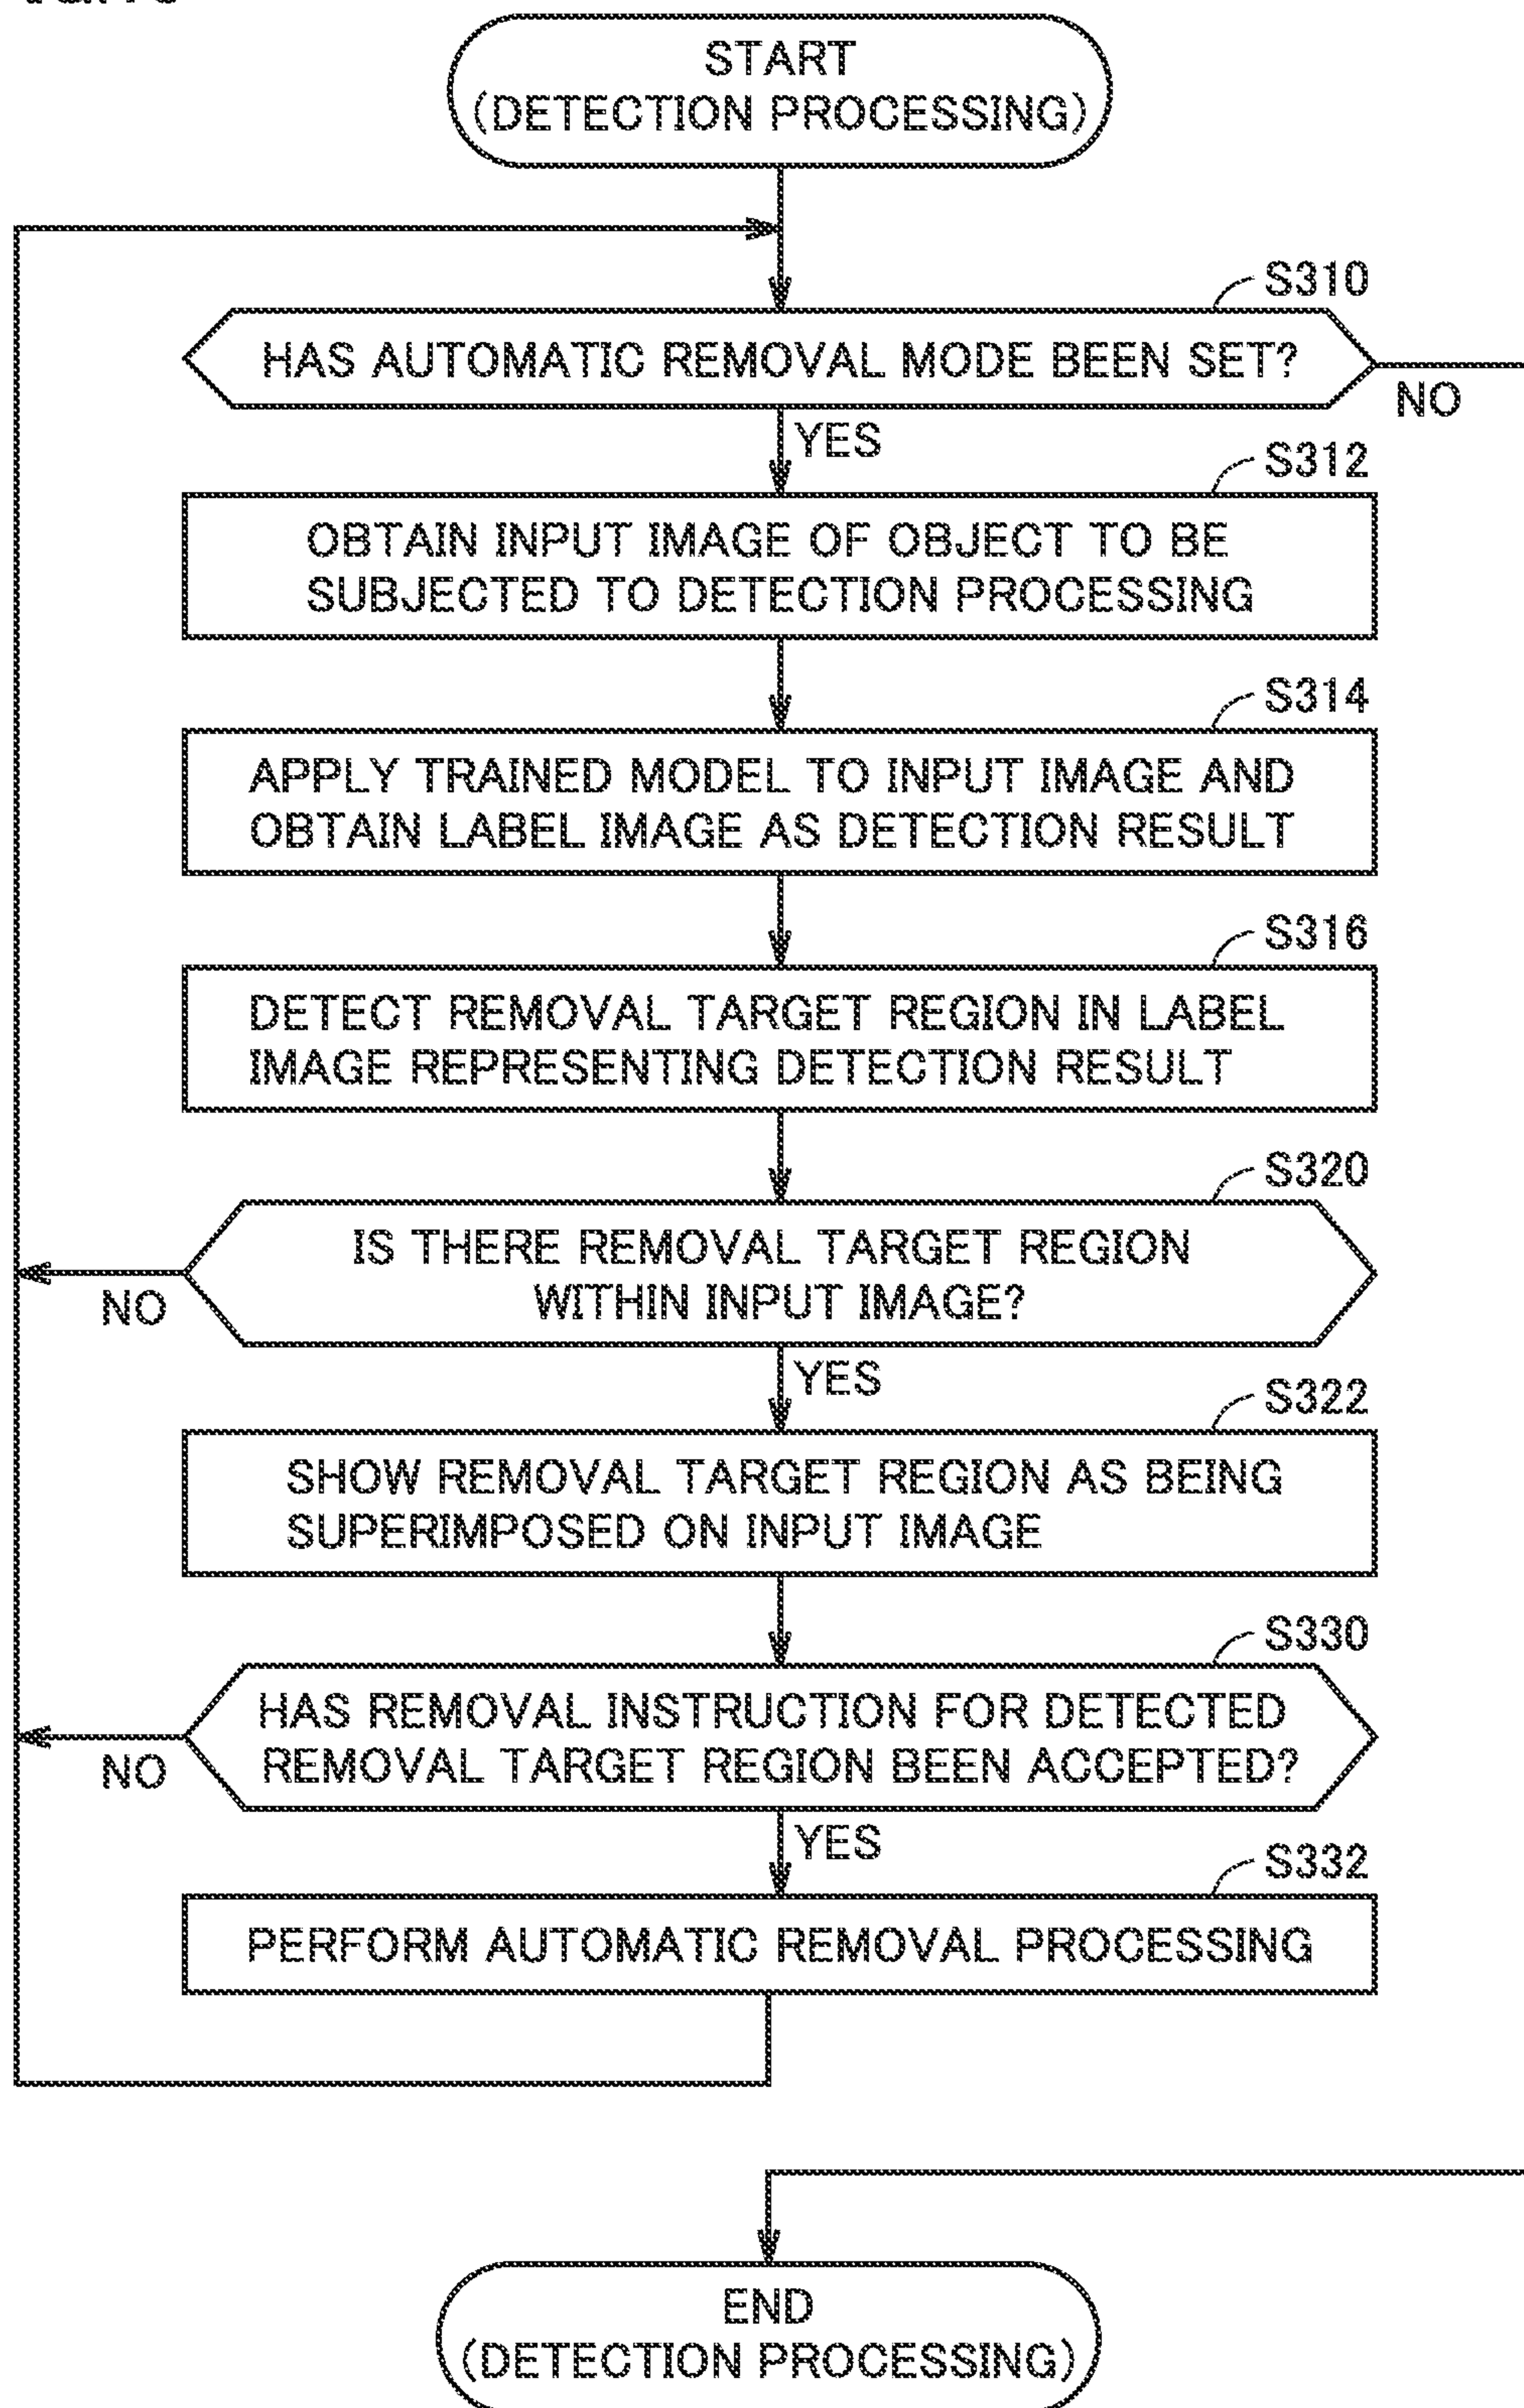 START
(DETECTION PROCESSING)
S310
HAS AUTOMATIC REMOVAL MODE BEEN SET?
NO
YES
S312
OBTAIN INPUT IMAGE OF OBJECT TO BE
SUBJECTED TO DETECTION PROCESSING
S314
APPLY TRAINED MODEL TO INPUT IMAGE AND
OBTAIN LABEL IMAGE AS DETECTION RESULT
S316
DETECT REMOVAL TARGET REGION IN LABEL
IMAGE REPRESENTING DETECTION RESULT
S320
IS THERE REMOVAL TARGET REGION
WITHIN INPUT IMAGE?
NO
YES
S322
SHOW REMOVAL TARGET REGION AS BEING
SUPERIMPOSED ON INPUT IMAGE
S330
HAS REMOVAL INSTRUCTION FOR DETECTED
REMOVAL TARGET REGION BEEN ACCEPTED?
NO
YES
S332
PERFORM AUTOMATIC REMOVAL PROCESSING
END
(DETECTION PROCESSING)